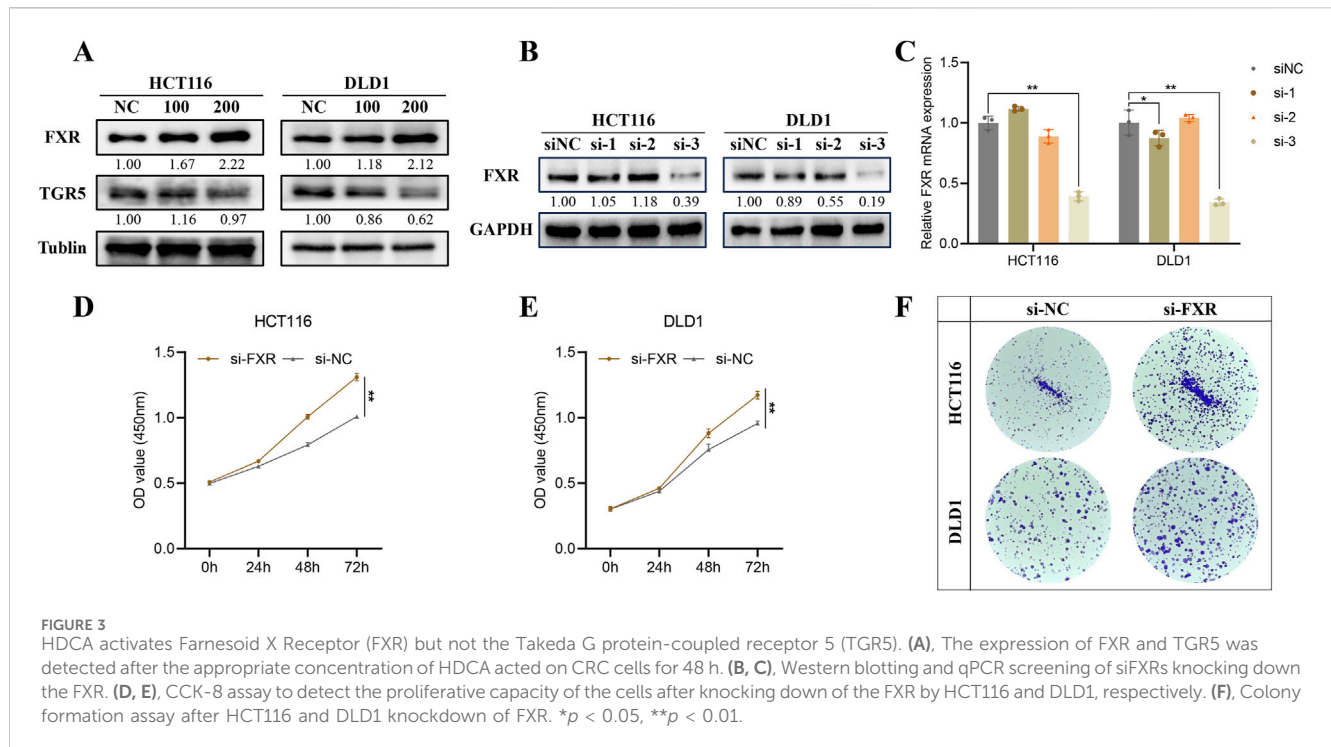 A
HCT116 DLD1
NC 100 200 NC 100 200
FXR
1.00 1.67 2.22 1.00 1.18 2.12
TGR5
1.00 1.16 0.97 1.00 0.86 0.62
Tublin
B
HCT116 DLD1
siNC si-1 si-2 si-3 siNC si-1 si-2 si-3
FXR
1.00 1.05 1.18 0.39 1.00 0.89 0.55 0.19
GAPDH
C
Relative FXR mRNA expression
1.5
1.0
0.5
0.0
** ** *
HCT116 DLD1
siNC
si-1
si-2
si-3
D
HCT116
si-FXR si-NC
OD value (450nm)
1.5
1.0
0.5
0.0
**
0h 24h 48h 72h
E
DLD1
si-FXR si-NC
OD value (450nm)
1.5
1.0
0.5
0.0
**
0h 24h 48h 72h
F
si-NC si-FXR
HCT116
DLD1
FIGURE 3
HDCA activates Farnesoid X Receptor (FXR) but not the Takeda G protein-coupled receptor 5 (TGR5). (A), The expression of FXR and TGR5 was
detected after the appropriate concentration of HDCA acted on CRC cells for 48 h. (B, C), Western blotting and qPCR screening of siFXRs knocking down
the FXR. (D, E), CCK-8 assay to detect the proliferative capacity of the cells after knocking down of the FXR by HCT116 and DLD1, respectively. (F), Colony
formation assay after HCT116 and DLD1 knockdown of FXR. *p < 0.05, **p < 0.01.